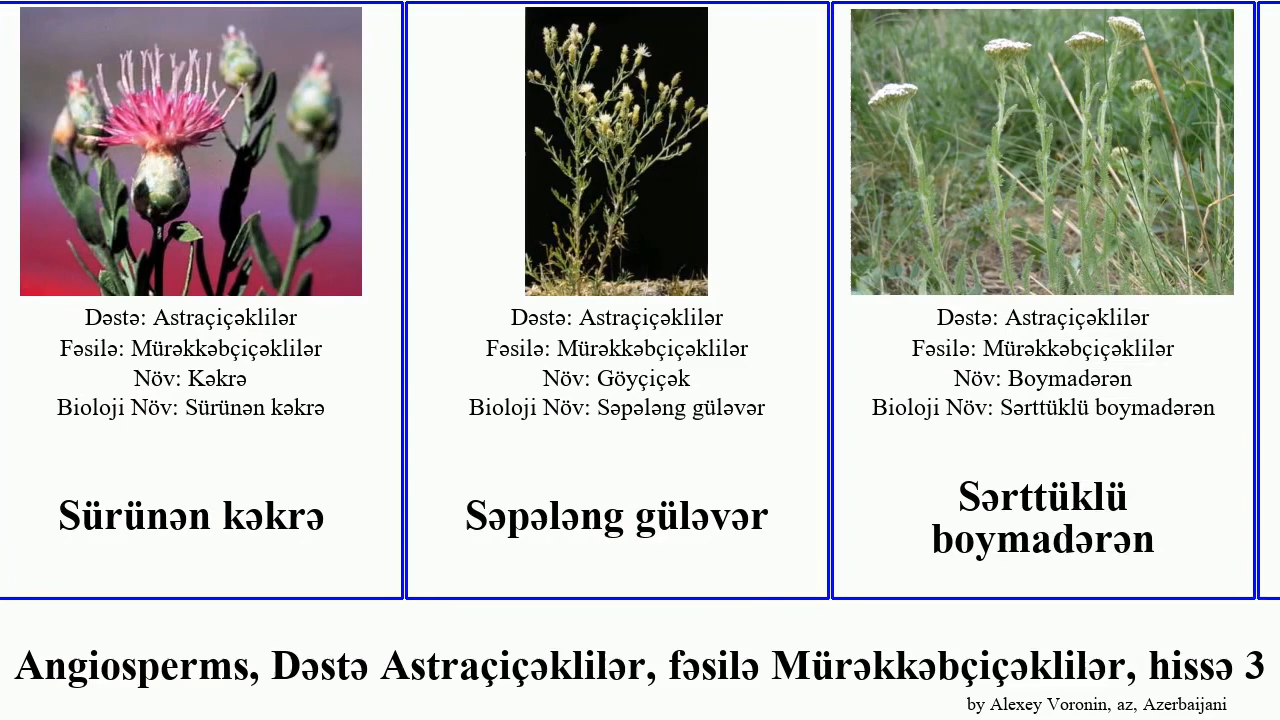 Dəstə: Astraçiçəklilər
Fəsilə: Mürəkkəbçiçəklilər
Növ: Kəkrə
Bioloji Növ: Sürünən kəkrə
Sürünən kəkrə
Dəstə: Astraçiçəklilər
Fəsilə: Mürəkkəbçiçəklilər
Növ: Göyçiçək
Bioloji Növ: Səpələng güləvər
Səpələng güləvər
Dəstə: Astraçiçəklilər
Fəsilə: Mürəkkəbçiçəklilər
Növ: Boymadərən
Bioloji Növ: Sərttüklü boymadərən
Sərttüklü
boymadərən
Angiosperms, Dəstə Astraçiçəklilər, fəsilə Mürəkkəbçiçəklilər, hissə 3
by Alexey Voronin, az, Azerbaijani